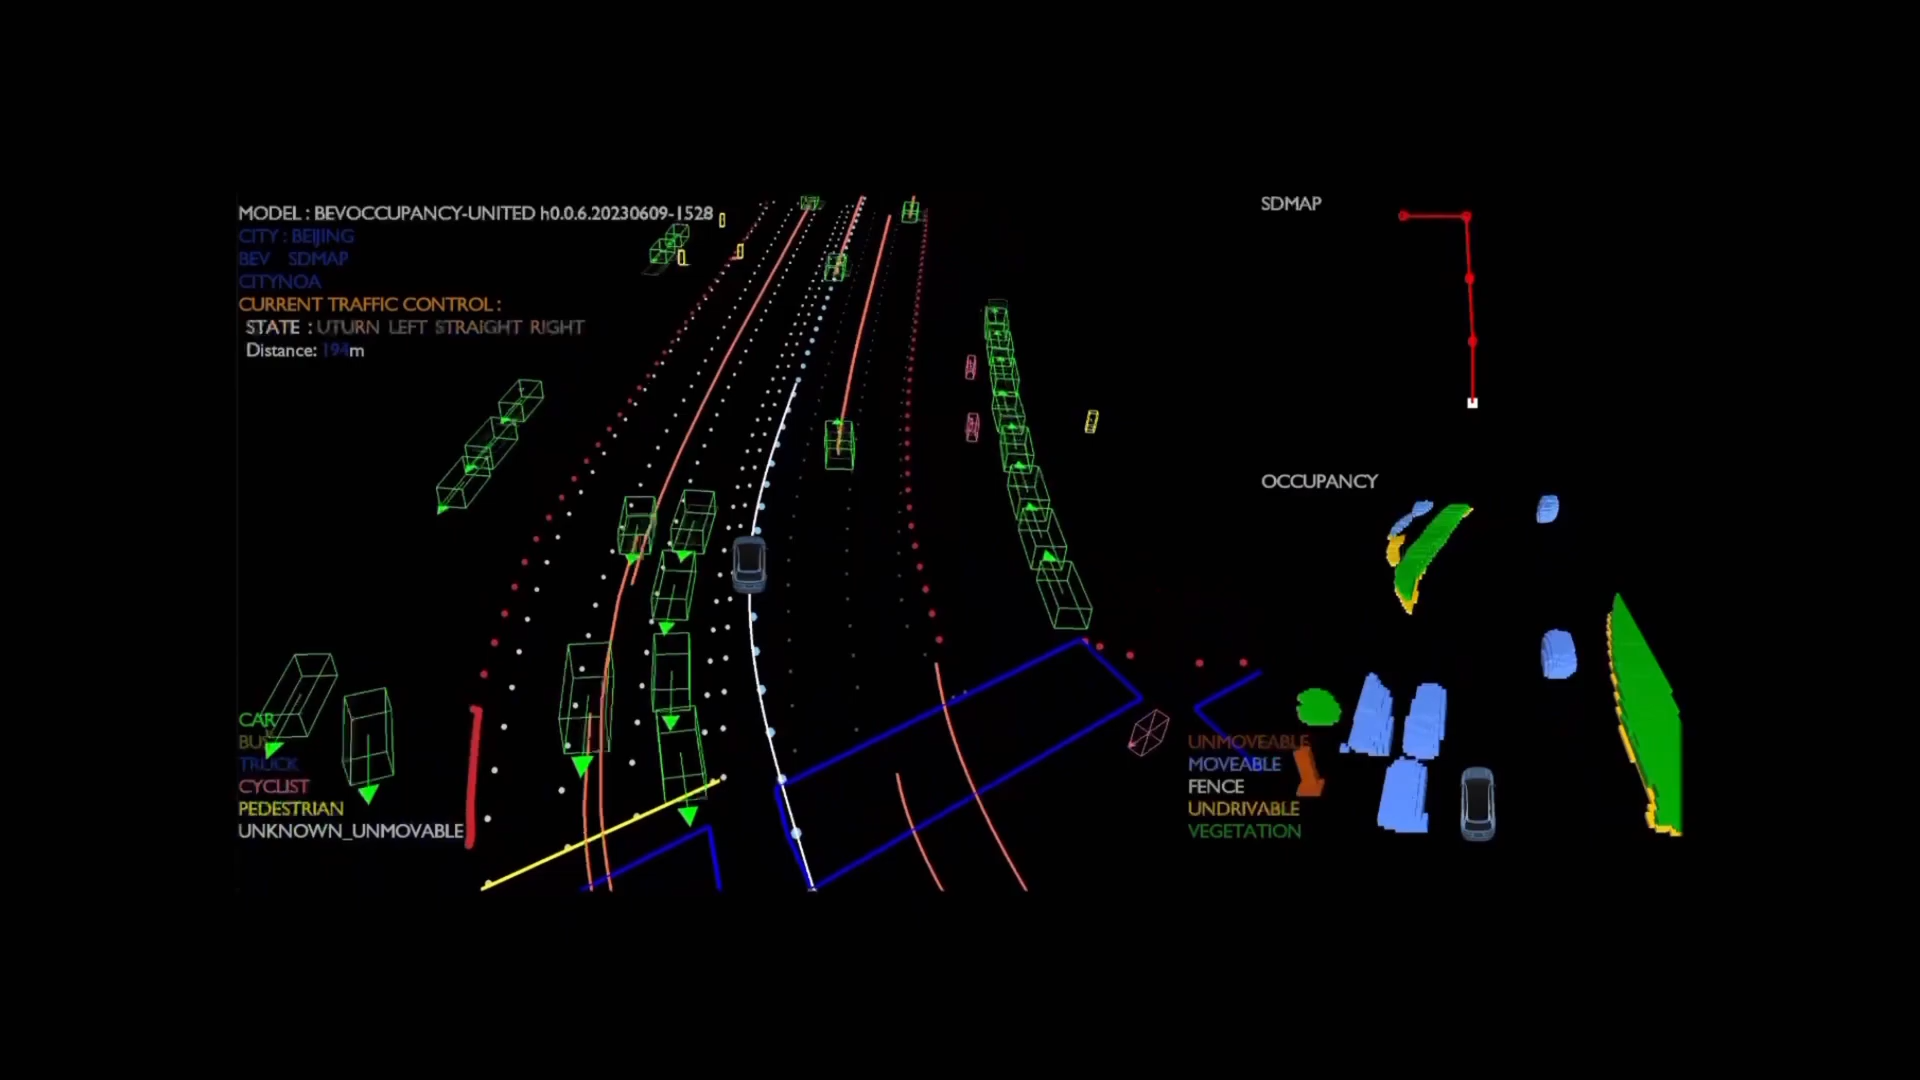 MODEL : BEVOCCUPANCY-UNITED h0.0.6.20230609-1528
CITY : BEIJING
BEV SDMAP
CITYNOA
CURRENT TRAFFIC CONTROL :
STATE : UTURN LEFT STRAIGHT RIGHT
Distance: 194m
SDMAP
OCCUPANCY
CAR
BUS
TRUCK
CYCLIST
PEDESTRIAN
UNKNOWN_UNMOVABLE
UNMOVEABLE
MOVEABLE
FENCE
UNDRIVABLE
VEGETATION